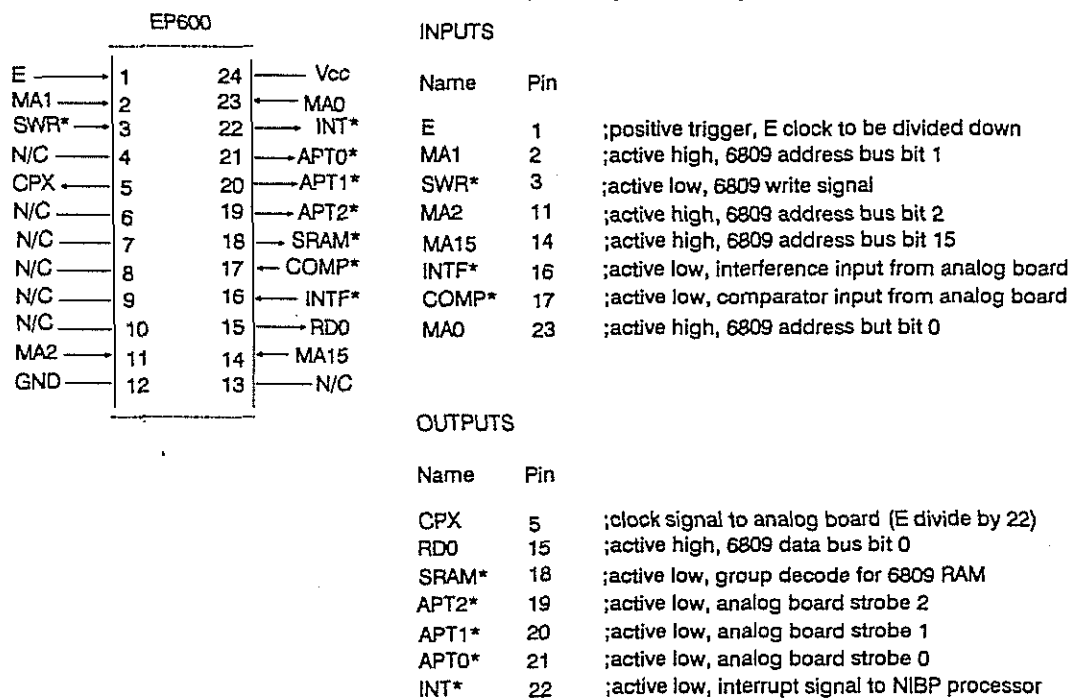 EP600
E 1 24 Vcc
MA1 2 23 MA0
SWR* 3 22 INT*
N/C 4 21 APT0*
CPX 5 20 APT1*
N/C 6 19 APT2*
N/C 7 18 SRAM*
N/C 8 17 COMP*
N/C 9 16 INTF*
N/C 10 15 RD0
MA2 11 14 MA15
GND 12 13 N/C
INPUTS
Name Pin
E 1 ;positive trigger, E clock to be divided down
MA1 2 ;active high, 6809 address bus bit 1
SWR* 3 ;active low, 6809 write signal
MA2 11 ;active high, 6809 address bus bit 2
MA15 14 ;active high, 6809 address bus bit 15
INTF* 16 ;active low, interference input from analog board
COMP* 17 ;active low, comparator input from analog board
MA0 23 ;active high, 6809 address but bit 0
OUTPUTS
Name Pin
CPX 5 ;clock signal to analog board (E divide by 22)
RD0 15 ;active high, 6809 data bus bit 0
SRAM* 18 ;active low, group decode for 6809 RAM
APT2* 19 ;active low, analog board strobe 2
APT1* 20 ;active low, analog board strobe 1
APT0* 21 ;active low, analog board strobe 0
INT* 22 ;active low, interrupt signal to NIBP processor